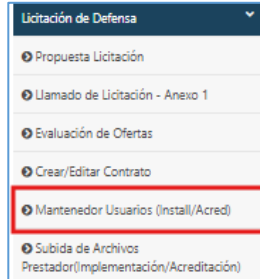 Licitación de Defensa
Propuesta Licitación
Llamado de Licitación - Anexo 1
Evaluación de Ofertas
Crear/Editar Contrato
Mantenedor Usuarios (Install/Acred)
Subida de Archivos
Prestador(Implementación/Acreditación)